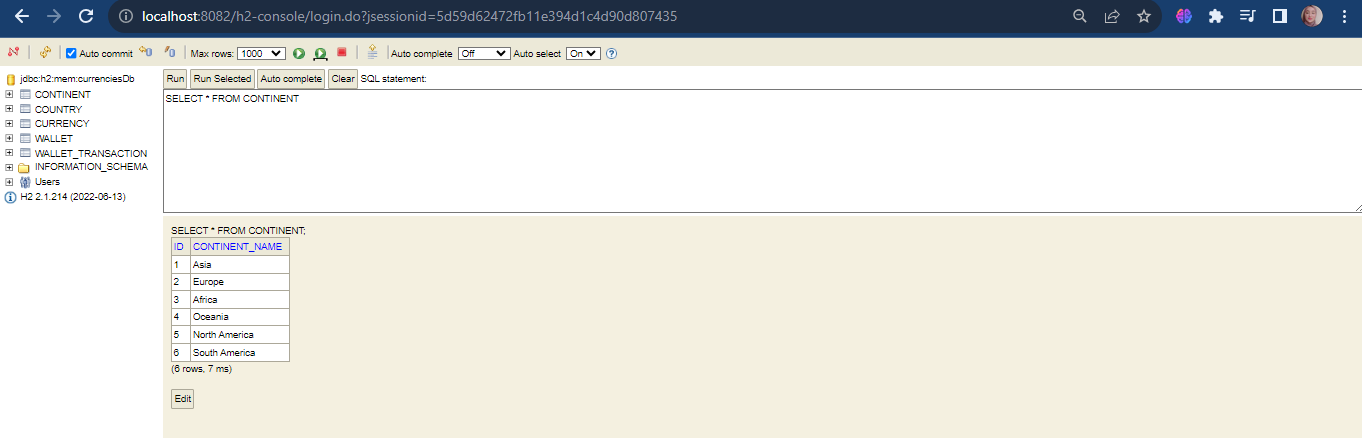 localhost:8082/h2-console/login.do?jsessionid=5d59d62472fb11e394d1c4d90d807435
Auto commit Max rows: 1000 Auto complete Off Auto select On
jdbc:h2:mem:currenciesDb
CONTINENT
COUNTRY
CURRENCY
WALLET
WALLET_TRANSACTION
INFORMATION_SCHEMA
Users
H2 2.1.214 (2022-06-13)
Run Run Selected Auto complete Clear SQL statement:
SELECT * FROM CONTINENT
SELECT * FROM CONTINENT;
ID CONTINENT_NAME
1 Asia
2 Europe
3 Africa
4 Oceania
5 North America
6 South America
(6 rows, 7 ms)
Edit